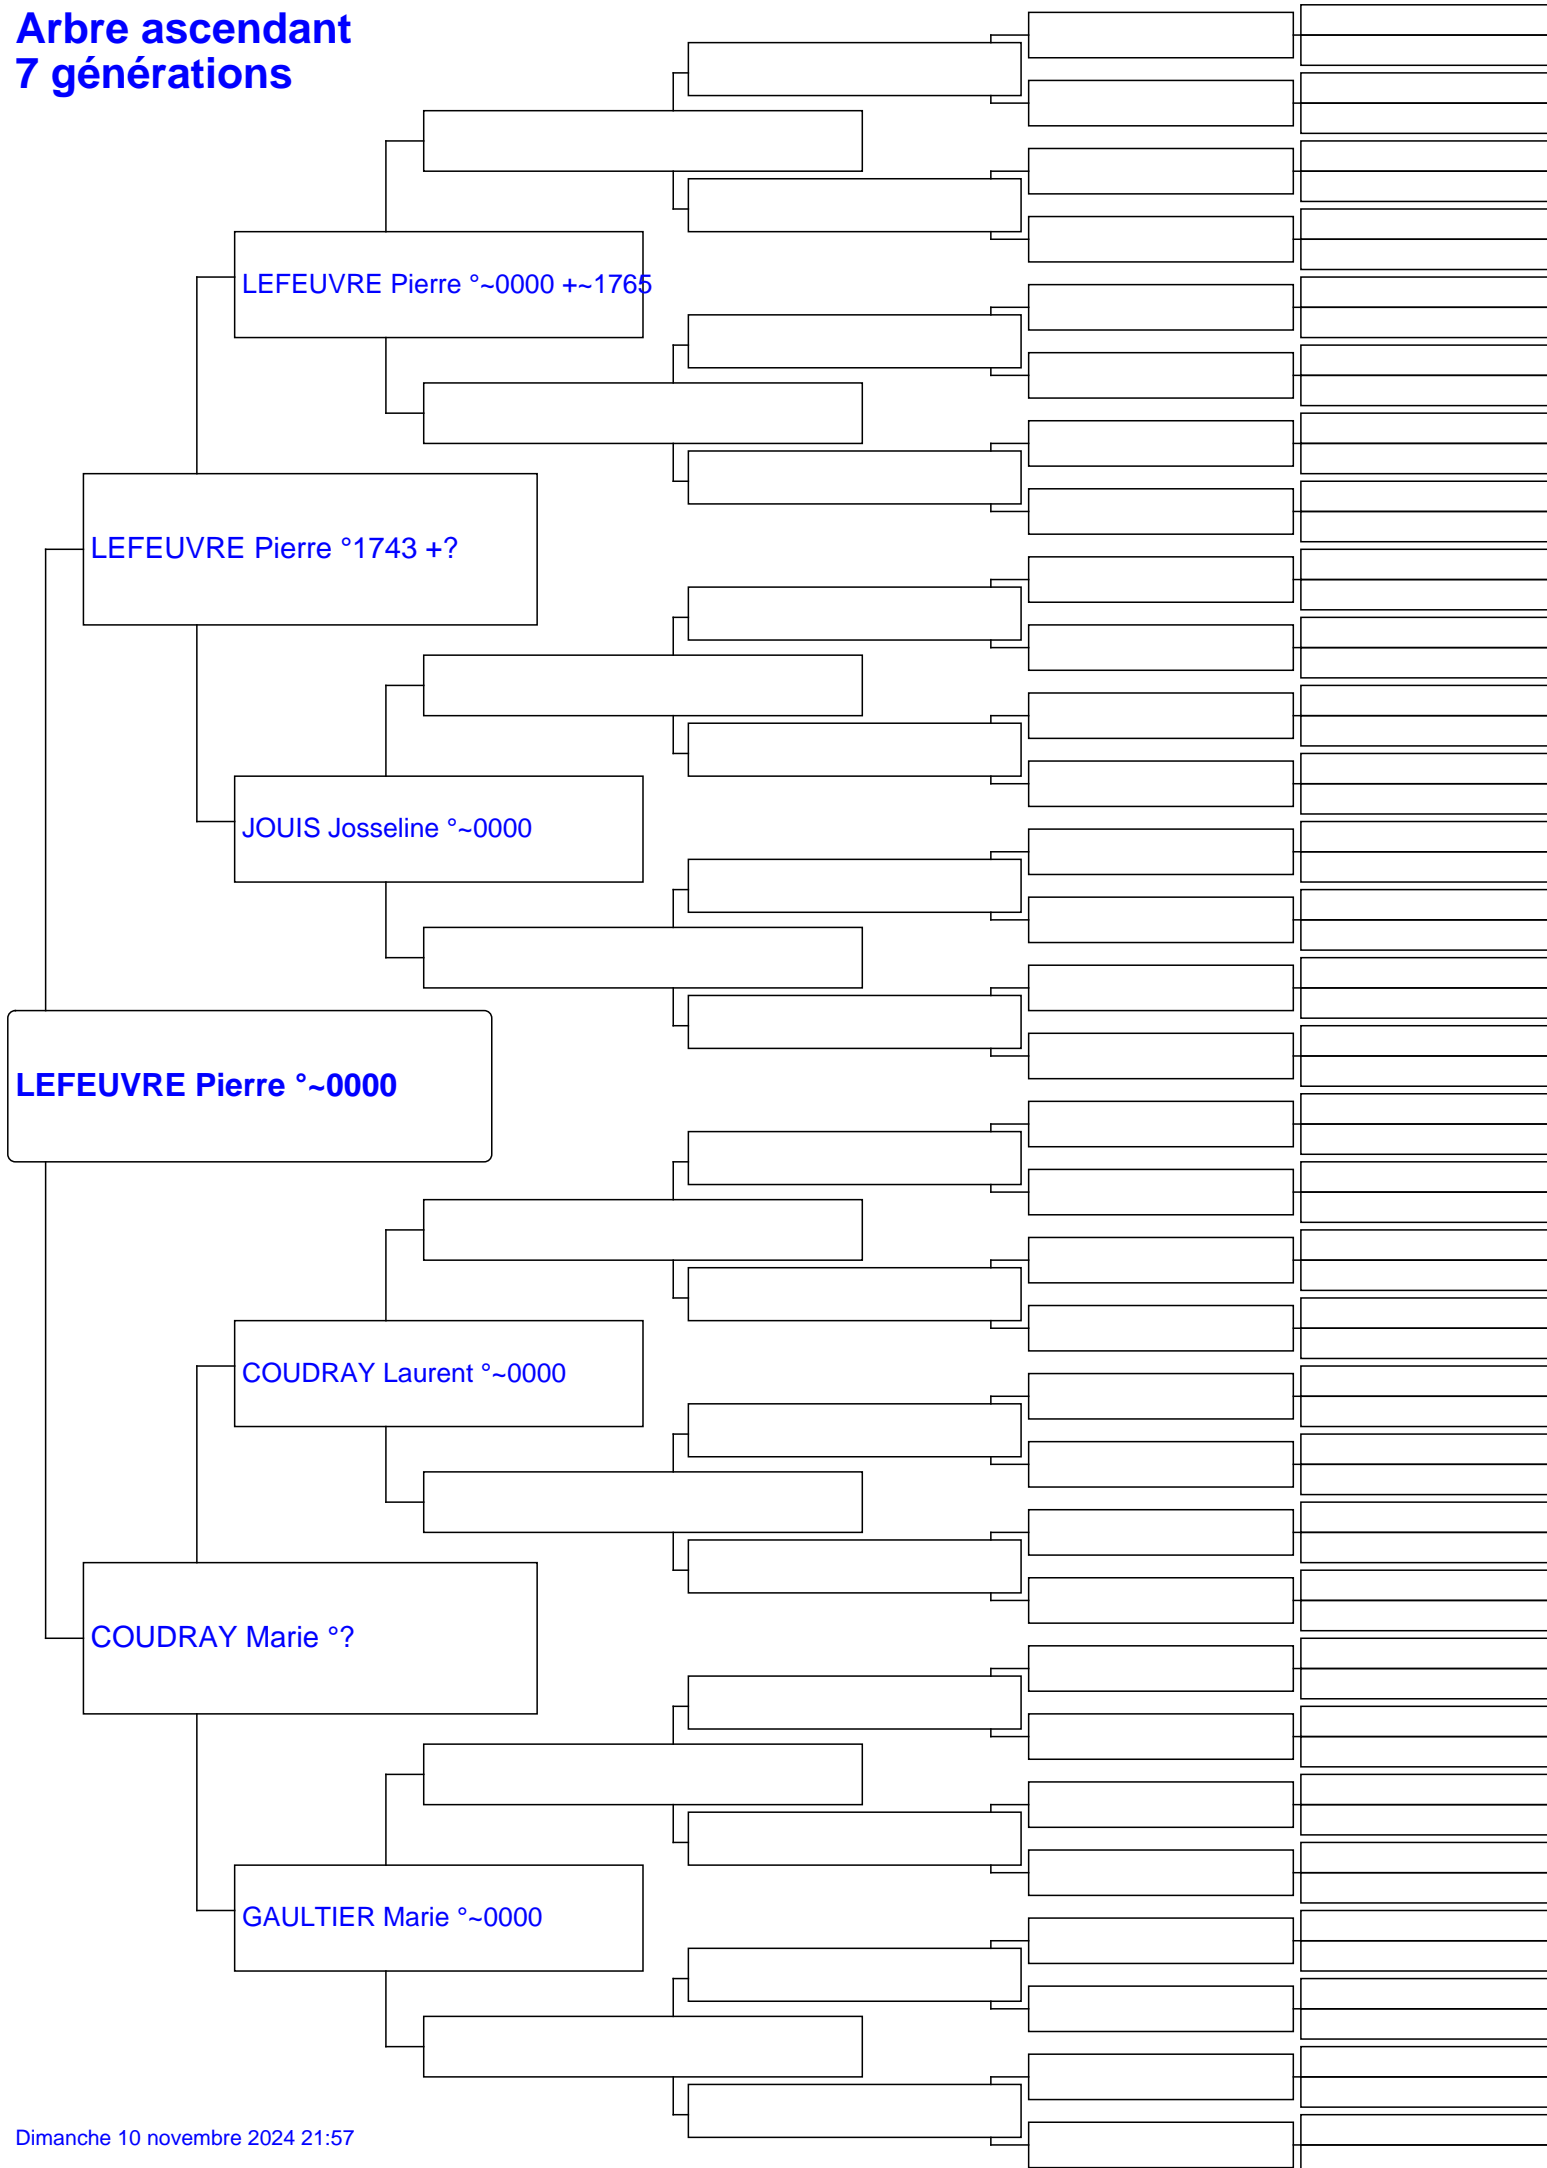 Arbre ascendant
7 générations
LEFEUVRE Pierre °~0000 +~1765
LEFEUVRE Pierre °1743 +?
JOUIS Josseline °~0000
LEFEUVRE Pierre °~0000
COUDRAY Laurent °~0000
COUDRAY Marie °?
GAULTIER Marie °~0000
Dimanche 10 novembre 2024 21:57